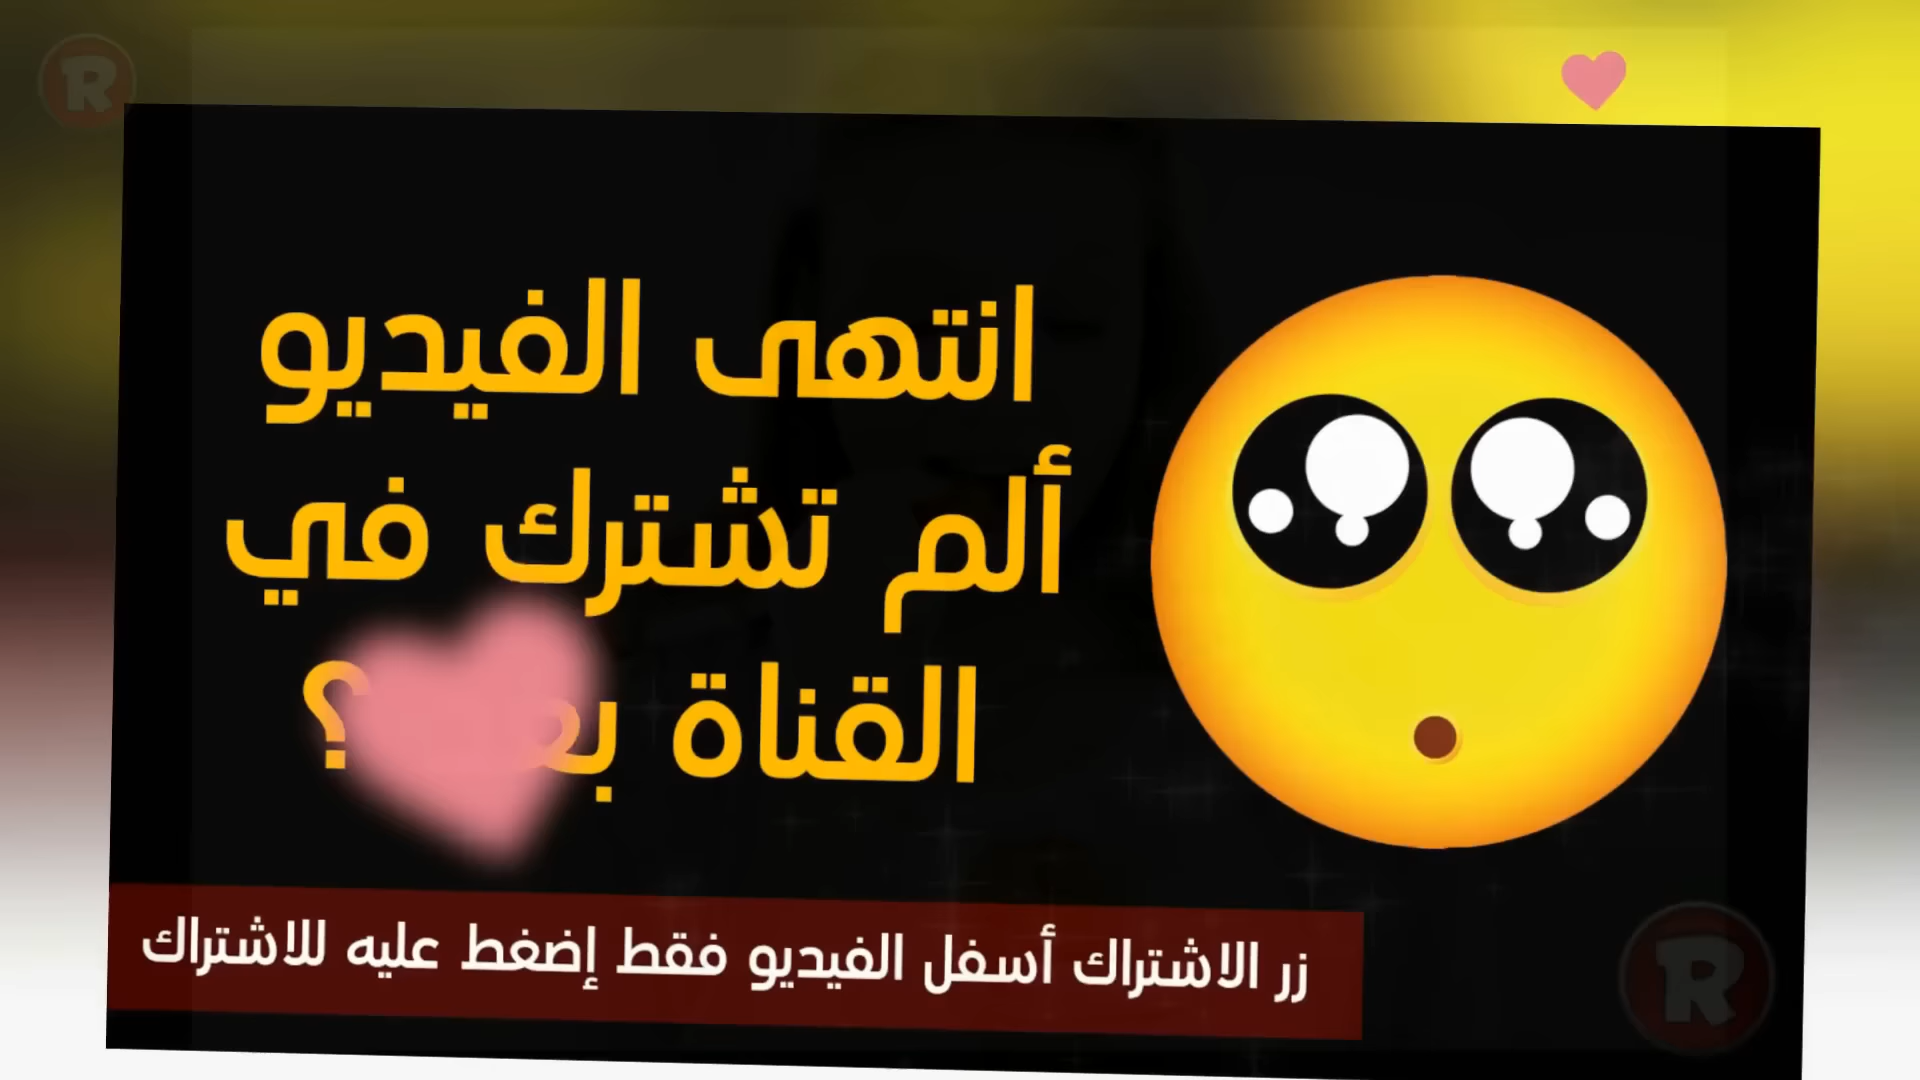 R
انتهى الفيديو
ألم تشترك في
القناة ؟
زر الاشتراك أسفل الفيديو فقط إضغط عليه للاشتراك
R